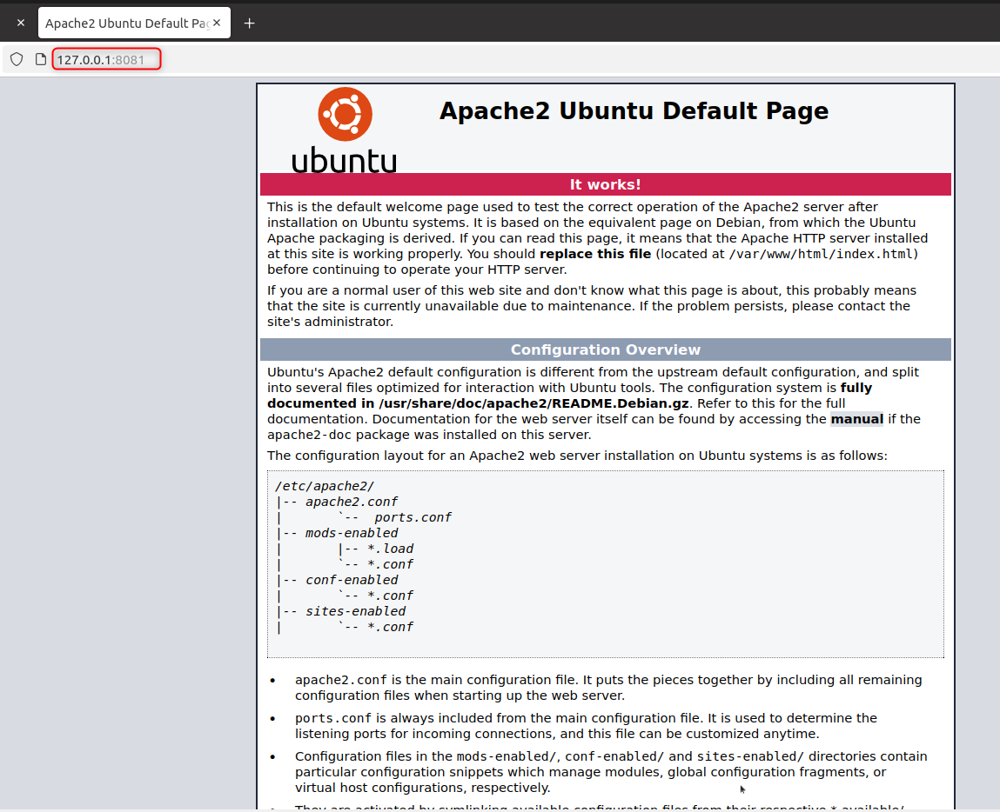 Apache2 Ubuntu Default Pag
127.0.0.1:8081
ubuntu
Apache2 Ubuntu Default Page
It works!
This is the default welcome page used to test the correct operation of the Apache2 server after
installation on Ubuntu systems. It is based on the equivalent page on Debian, from which the Ubuntu
Apache packaging is derived. If you can read this page, it means that the Apache HTTP server installed
at this site is working properly. You should replace this file (located at /var/www/html/index.html)
before continuing to operate your HTTP server.
If you are a normal user of this web site and don't know what this page is about, this probably means
that the site is currently unavailable due to maintenance. If the problem persists, please contact the
site's administrator.
Configuration Overview
Ubuntu's Apache2 default configuration is different from the upstream default configuration, and split
into several files optimized for interaction with Ubuntu tools. The configuration system is fully
documented in /usr/share/doc/apache2/README.Debian.gz. Refer to this for the full
documentation. Documentation for the web server itself can be found by accessing the manual if the
apache2-doc package was installed on this server.
The configuration layout for an Apache2 web server installation on Ubuntu systems is as follows:
/etc/apache2/
|-- apache2.conf
|       `--  ports.conf
|-- mods-enabled
|       |-- *.load
|       `-- *.conf
|-- conf-enabled
|       `-- *.conf
|-- sites-enabled
|       `-- *.conf
• apache2.conf is the main configuration file. It puts the pieces together by including all remaining
configuration files when starting up the web server.
• ports.conf is always included from the main configuration file. It is used to determine the
listening ports for incoming connections, and this file can be customized anytime.
• Configuration files in the mods-enabled/, conf-enabled/ and sites-enabled/ directories contain
particular configuration snippets which manage modules, global configuration fragments, or
virtual host configurations, respectively.
• They are activated by symlinking available configuration files from their respective *-available/